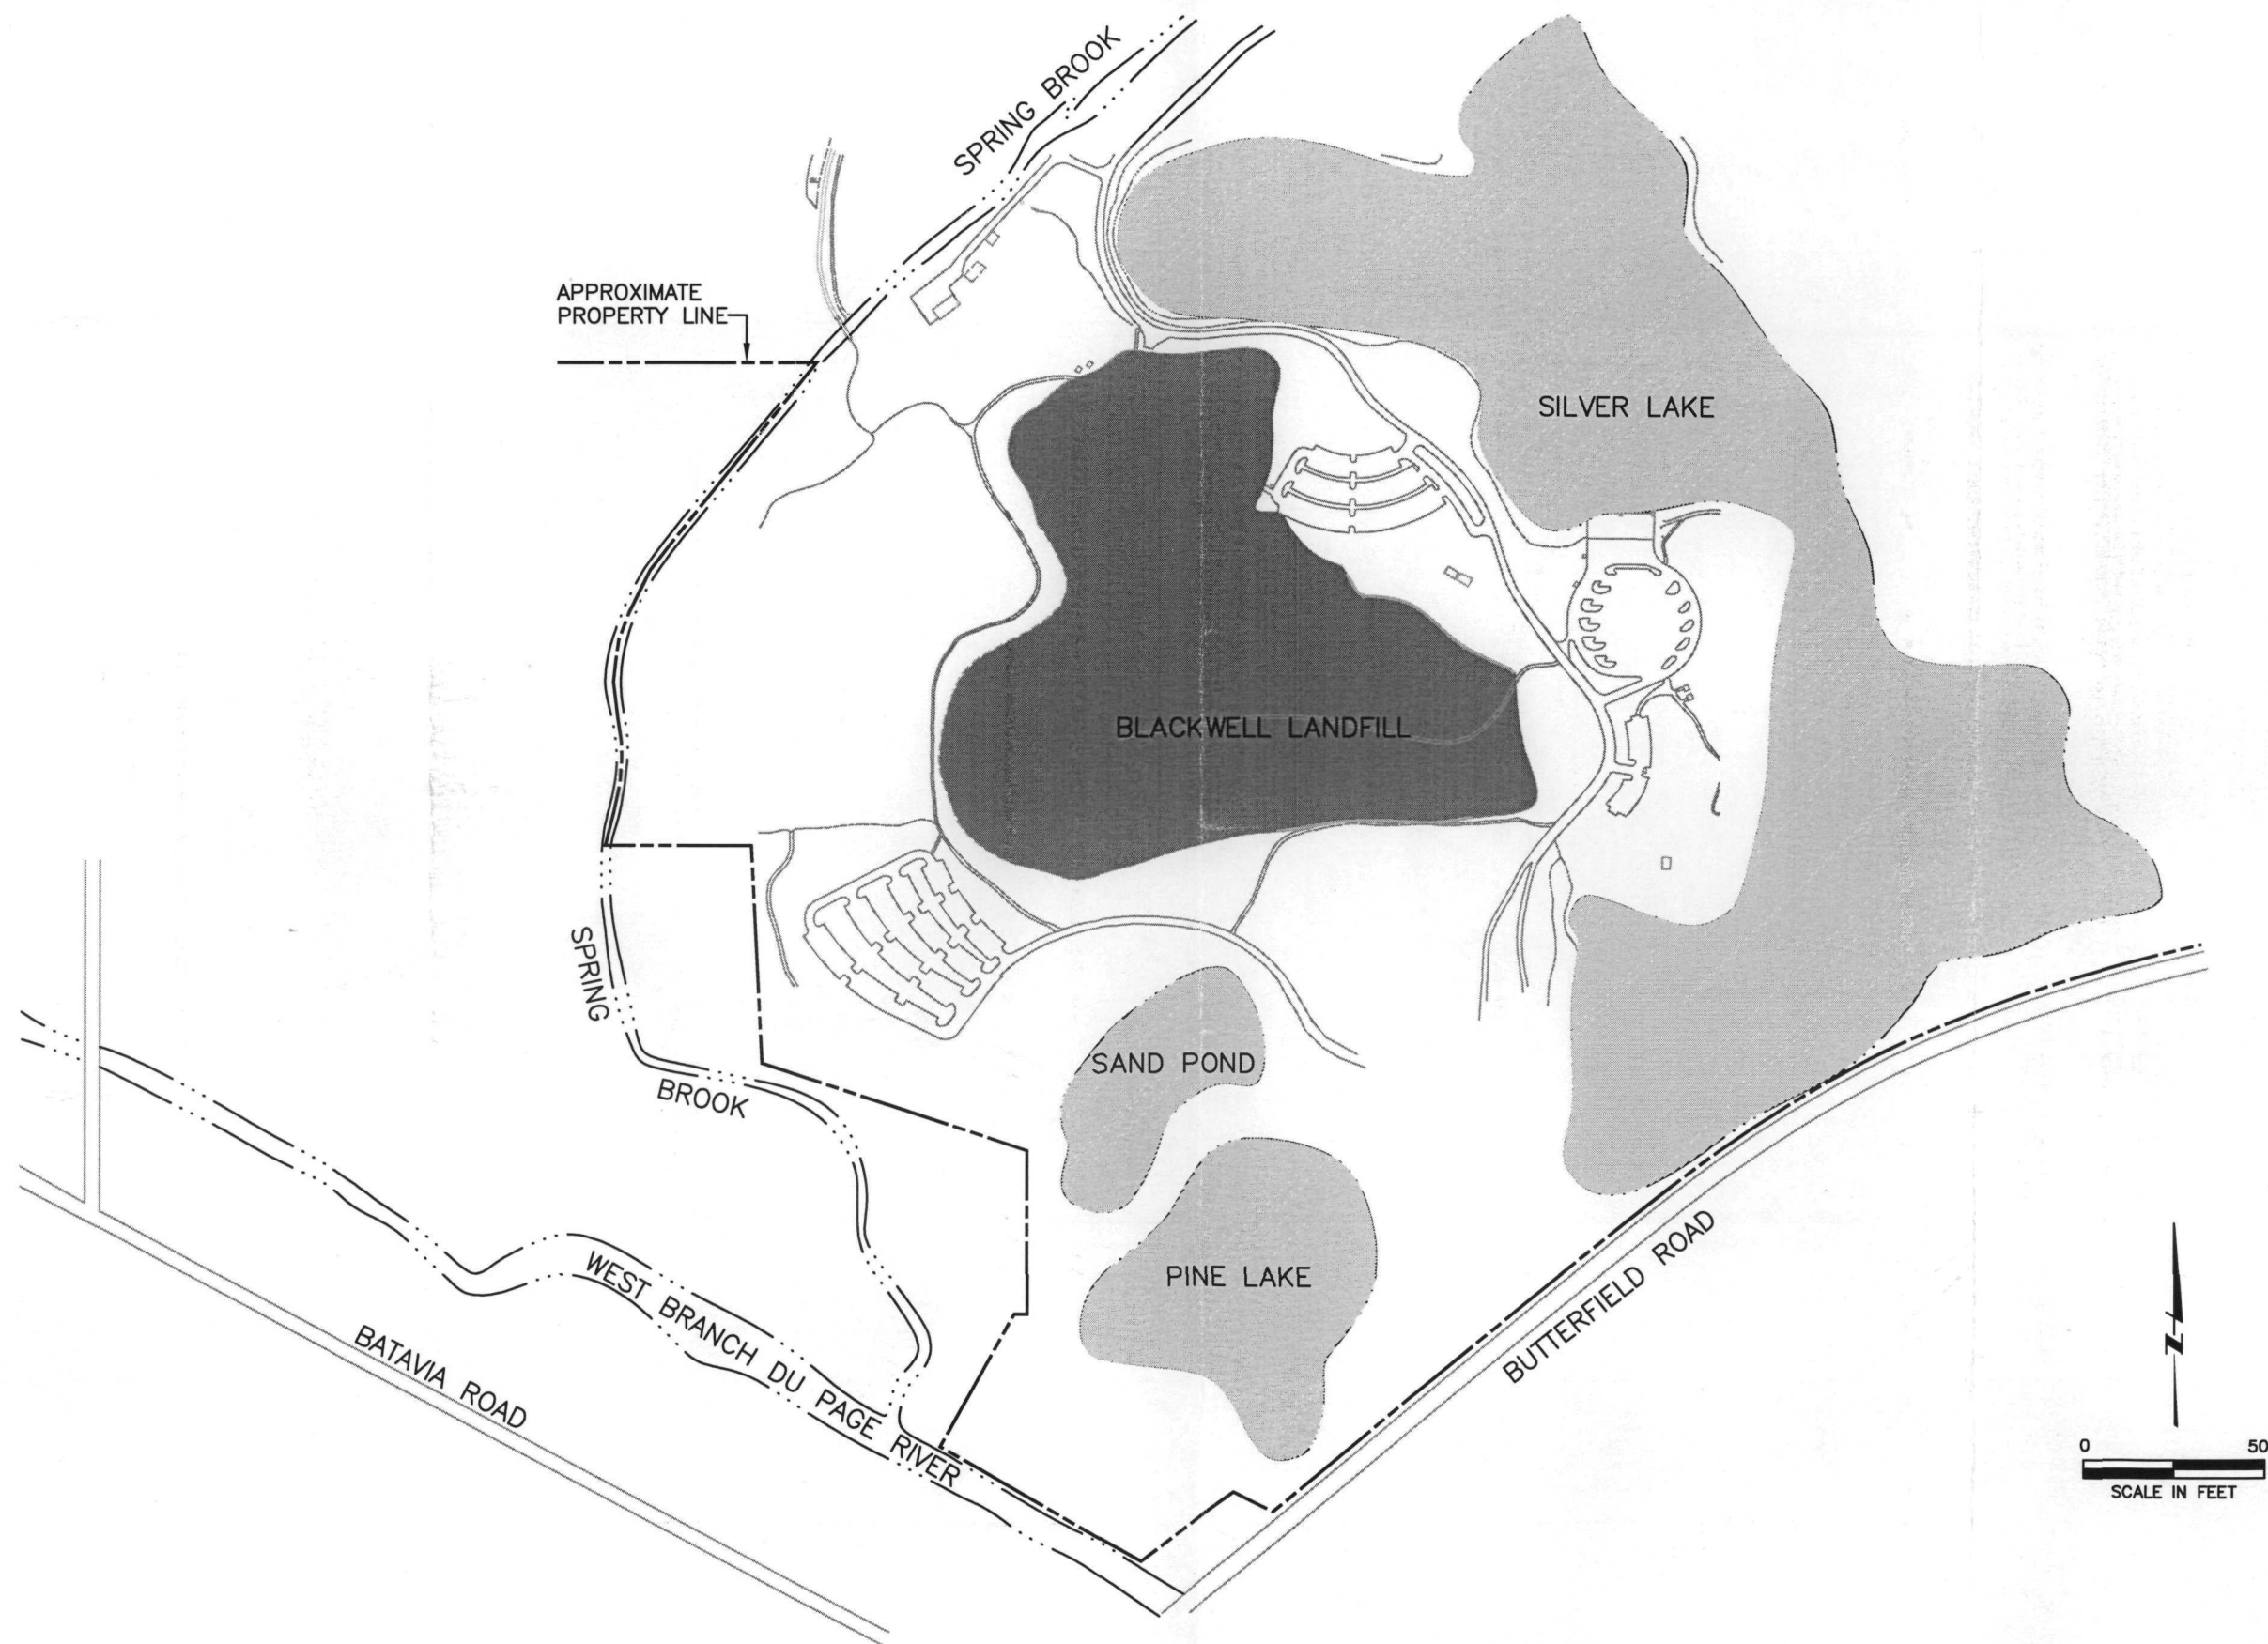 SPRING BROOK
APPROXIMATE
PROPERTY LINE
SILVER LAKE
BLACKWELL LANDFILL
SPRING
BROOK
SAND POND
PINE LAKE
WEST BRANCH DU PAGE RIVER
BATAVIA ROAD
BUTTERFIELD ROAD
N
0
SCALE IN FEET